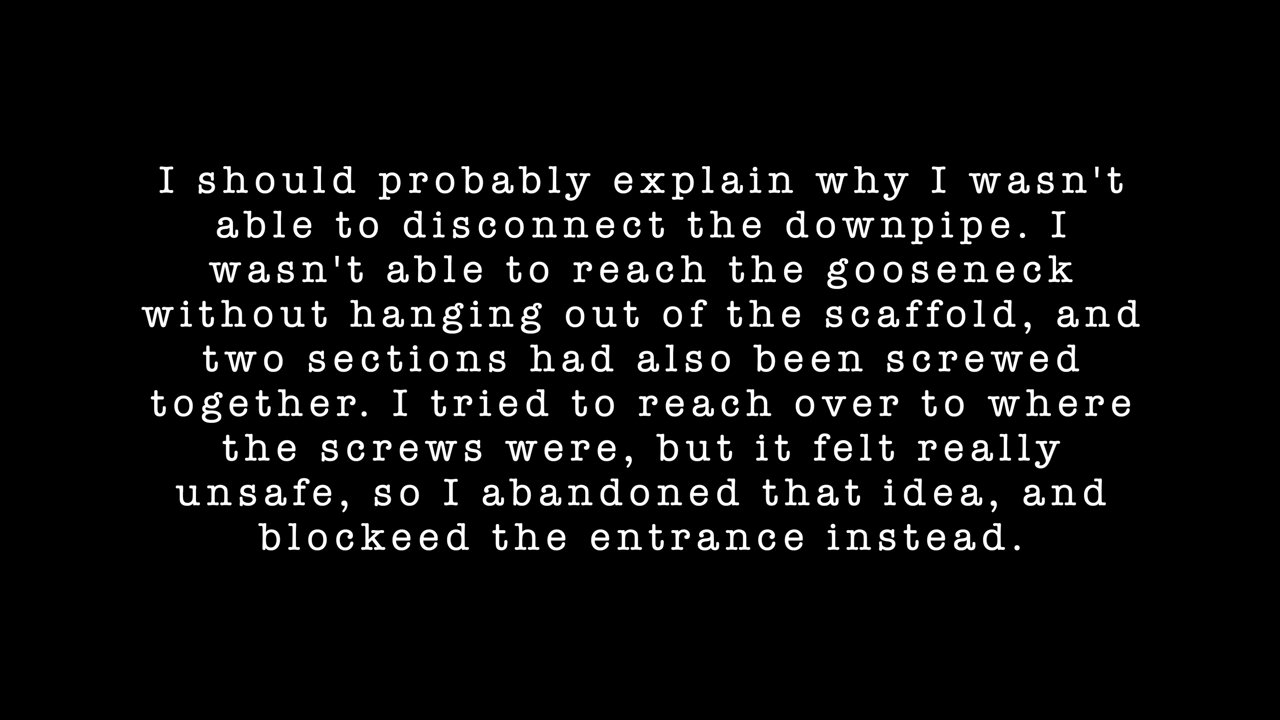 I should probably explain why I wasn't
able to disconnect the downpipe. I
wasn't able to reach the gooseneck
without hanging out of the scaffold, and
two sections had also been screwed
together. I tried to reach over to where
the screws were, but it felt really
unsafe, so I abandoned that idea, and
blockeed the entrance instead.